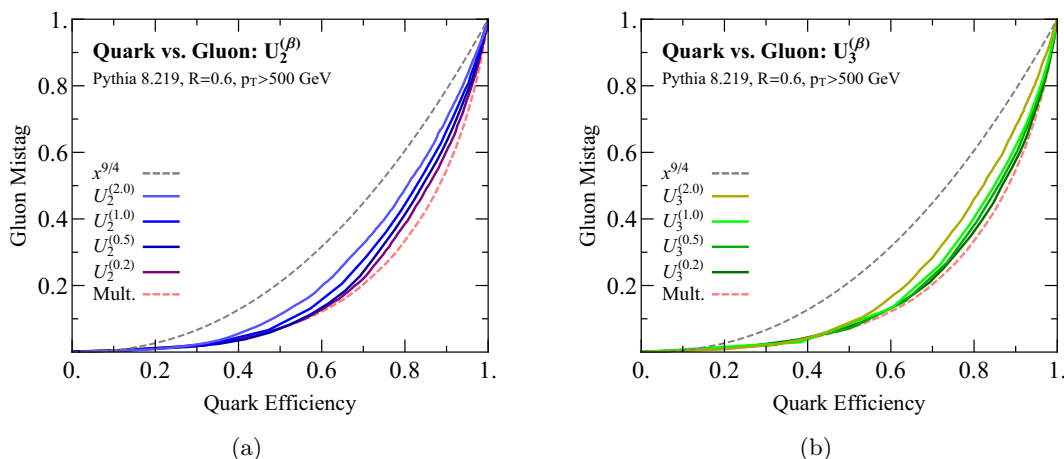 Quark vs. Gluon: U₂^(β)
Pythia 8.219, R=0.6, p_T>500 GeV
x^9/4
U₂^(2.0)
U₂^(1.0)
U₂^(0.5)
U₂^(0.2)
Mult.
Gluon Mistag
1.
0.8
0.6
0.4
0.2
0. 0.2 0.4 0.6 0.8 1.
Quark Efficiency
(a)
Quark vs. Gluon: U₃^(β)
Pythia 8.219, R=0.6, p_T>500 GeV
x^9/4
U₃^(2.0)
U₃^(1.0)
U₃^(0.5)
U₃^(0.2)
Mult.
Gluon Mistag
1.
0.8
0.6
0.4
0.2
0. 0.2 0.4 0.6 0.8 1.
Quark Efficiency
(b)